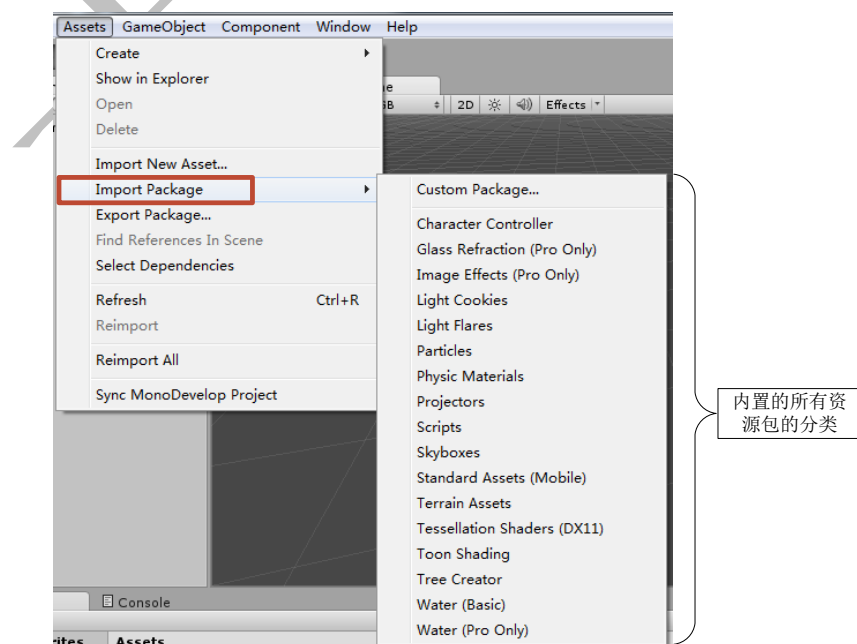 Assets GameObject Component Window Help
Create
Show in Explorer
Open
Delete
2D Effects
Import New Asset...
Import Package
Export Package...
Find References In Scene
Select Dependencies
Refresh Ctrl+R
Reimport
Reimport All
Sync MonoDevelop Project
Custom Package...
Character Controller
Glass Refraction (Pro Only)
Image Effects (Pro Only)
Light Cookies
Light Flares
Particles
Physic Materials
Projectors
Scripts
Skyboxes
Standard Assets (Mobile)
Terrain Assets
Tessellation Shaders (DX11)
Toon Shading
Tree Creator
Water (Basic)
Water (Pro Only)
内置的所有资
源包的分类
Console
Assets